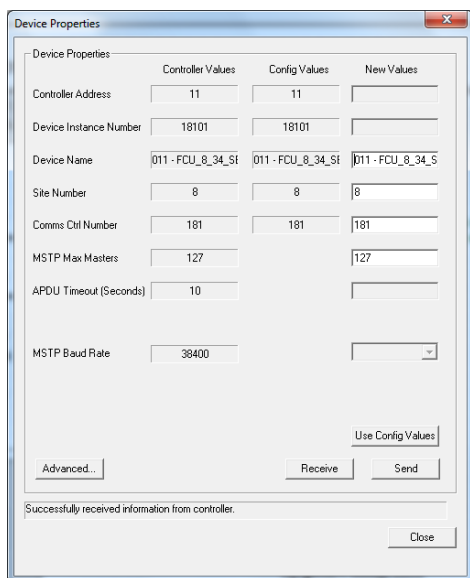 Device Properties
Device Properties
Controller Values Config Values New Values
Controller Address 11 11
Device Instance Number 18101 18101
Device Name 011 - FCU_8_34_SE 011 - FCU_8_34_SE 011 - FCU_8_34_S
Site Number 8 8 8
Comms Ctrl Number 181 181 181
MSTP Max Masters 127 127
APDU Timeout (Seconds) 10
MSTP Baud Rate 38400
Use Config Values
Advanced... Receive Send
Successfully received information from controller.
Close